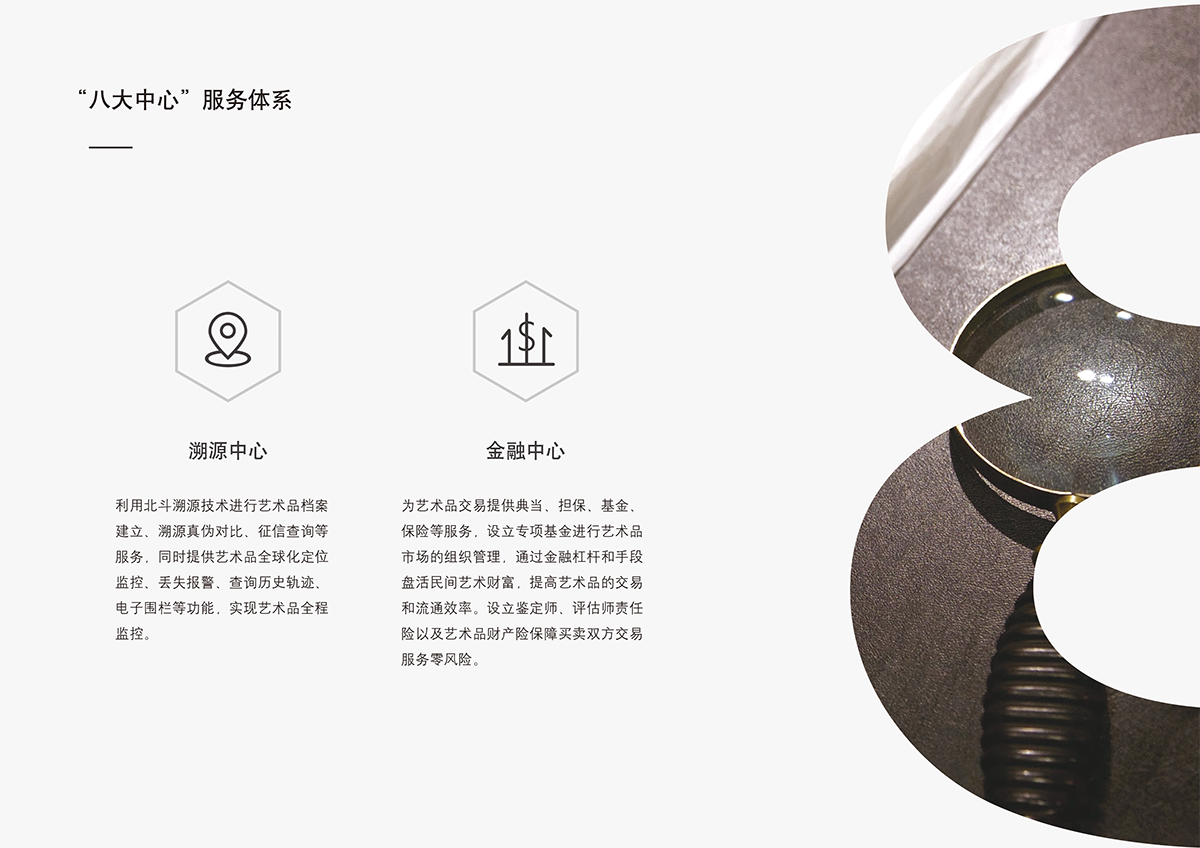 “八大中心”服务体系
溯源中心
利用北斗溯源技术进行艺术品档案
建立、溯源真伪对比、征信查询等
服务，同时提供艺术品全球化定位
监控、丢失报警、查询历史轨迹、
电子围栏等功能，实现艺术品全程
监控。
金融中心
为艺术品交易提供典当、担保、基金、
保险等服务，设立专项基金进行艺术品
市场的组织管理，通过金融杠杆和手段
盘活民间艺术财富，提高艺术品的交易
和流通效率。设立鉴定师、评估师责任
险以及艺术品财产险保障买卖双方交易
服务零风险。